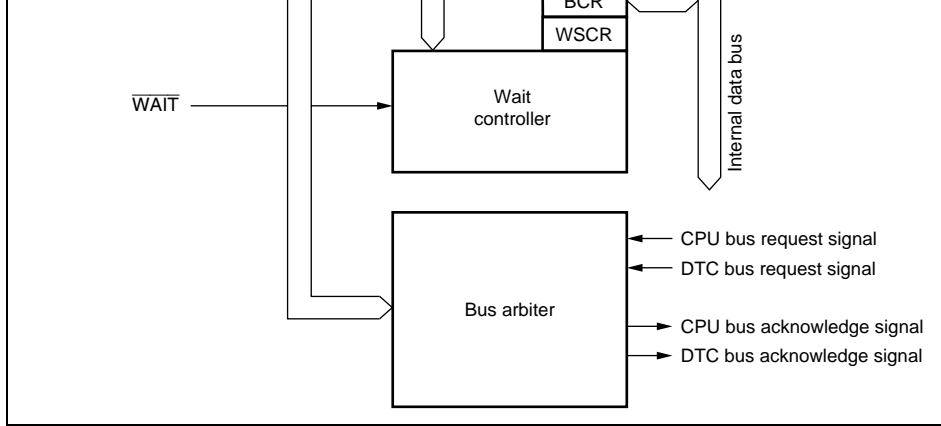 BCR
WSCR
Internal data bus
WAIT
Wait
controller
CPU bus request signal
DTC bus request signal
Bus arbiter
CPU bus acknowledge signal
DTC bus acknowledge signal